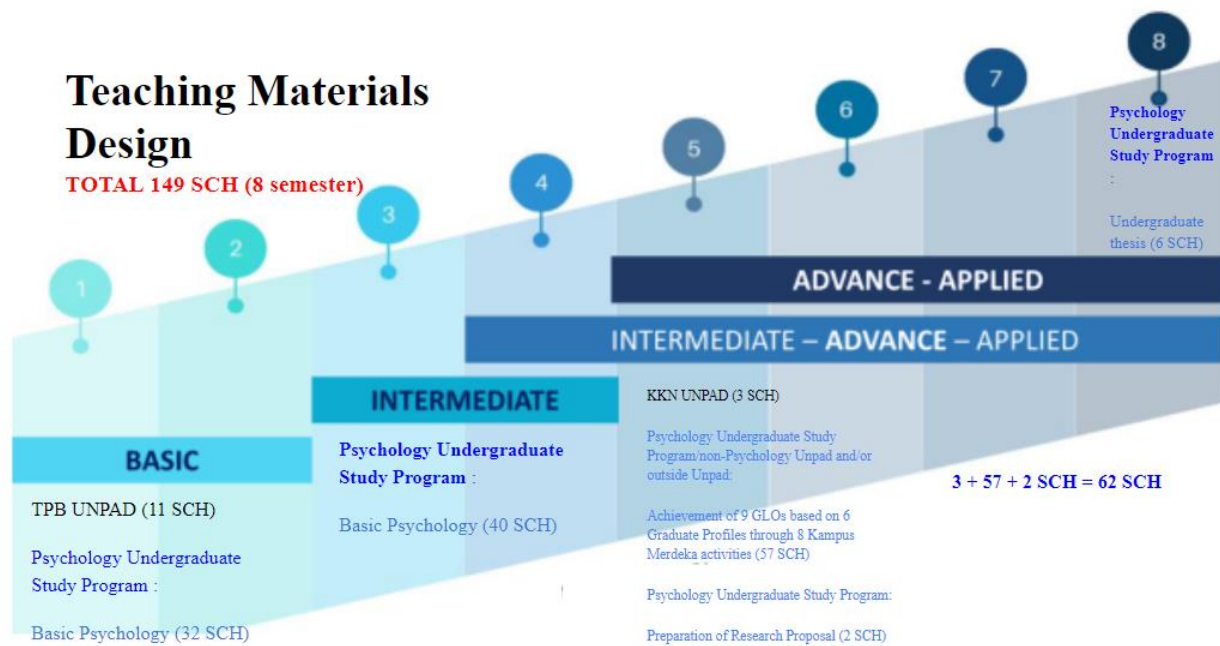 Teaching Materials
Design
TOTAL 149 SCH (8 semester)
1
2
3
4
5
6
7
8
Psychology
Undergraduate
Study Program
:
Undergraduate
thesis (6 SCH)
ADVANCE - APPLIED
INTERMEDIATE – ADVANCE – APPLIED
INTERMEDIATE
Psychology Undergraduate
Study Program :
Basic Psychology (40 SCH)
BASIC
TPB UNPAD (11 SCH)
Psychology Undergraduate
Study Program :
Basic Psychology (32 SCH)
KKN UNPAD (3 SCH)
Psychology Undergraduate Study
Program/non-Psychology Unpad and/or
outside Unpad:
Achievement of 9 GLOs based on 6
Graduate Profiles through 8 Kampus
Merdeka activities (57 SCH)
Psychology Undergraduate Study Program:
Preparation of Research Proposal (2 SCH)
3 + 57 + 2 SCH = 62 SCH